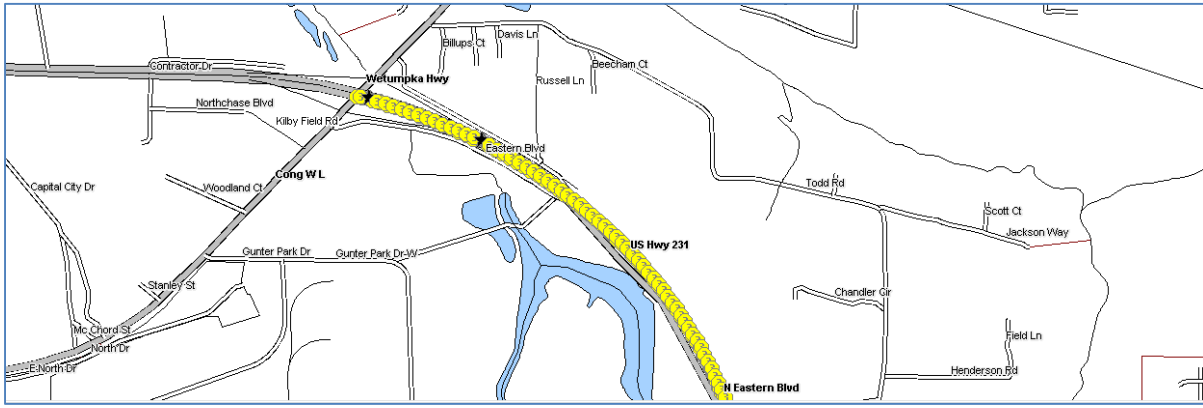 Davis Ln
Billups Ct
Beecham Ct
Contractor Dr
Wetumpka Hwy
Russell Ln
Northchase Blvd
Kilby Field Rd
Eastern Blvd
Cong W L
Capital City Dr
Woodland Ct
Todd Rd
Scott Ct
Jackson Way
US Hwy 231
Gunter Park Dr
Gunter Park Dr W
Stanley St
Chandler Cir
Mc Chord St
North Dr
Field Ln
E North Dr
Henderson Rd
N Eastern Blvd